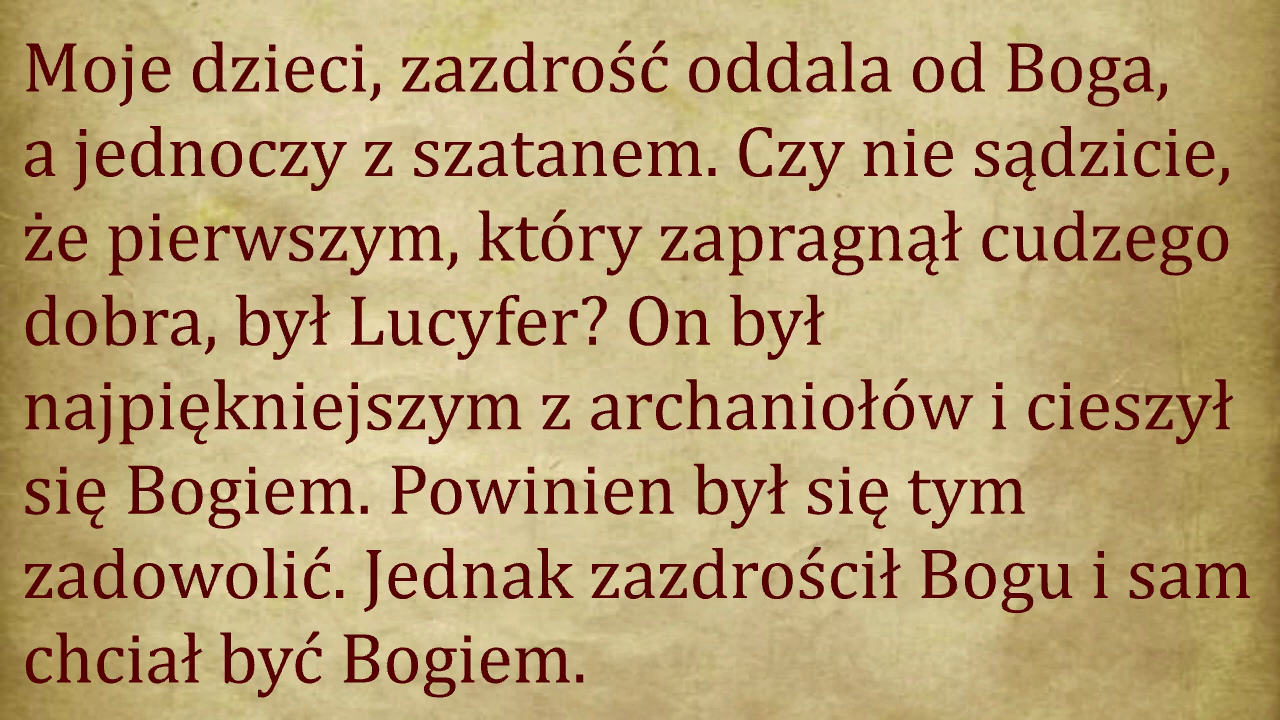 Moje dzieci, zazdrość oddala od Boga,
a jednoczy z szatanem. Czy nie sądzicie,
że pierwszym, który zapragnął cudzego
dobra, był Lucyfer? On był
najpiękniejszym z archaniołów i cieszył
się Bogiem. Powinien był się tym
zadowolić. Jednak zazdrościł Bogu i sam
chciał być Bogiem.